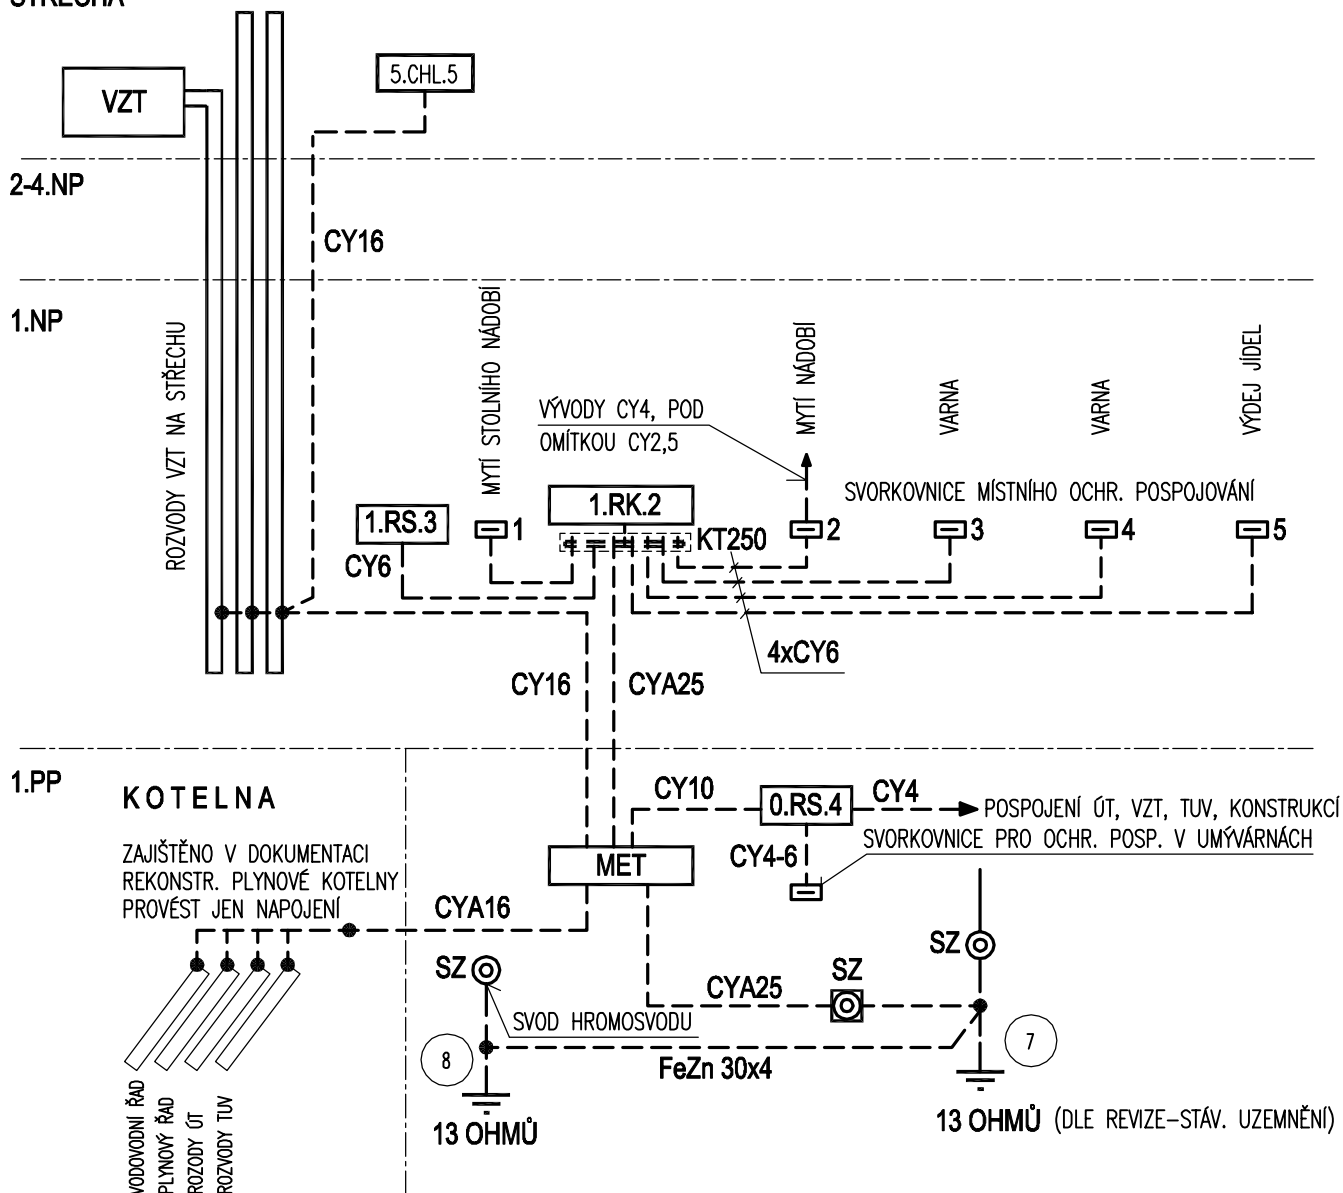 STŘECHA
VZT
5.CHL.5
2-4.NP
CY16
1.NP
ROZVODY VZT NA STŘECHU
MYTÍ STOLNÍHO NÁDOBÍ
VÝVODY CY4, POD
OMÍTKOU CY2,5
MYTÍ NÁDOBÍ
VARNA
VARNA
VÝDEJ JÍDEL
SVORKOVNICE MÍSTNÍHO OCHR. POSPOJOVÁNÍ
1.RS.3
1
1.RK.2
KT250
2
3
4
5
CY6
4xCY6
CY16
CYA25
1.PP
KOTELNA
ZAJIŠTĚNO V DOKUMENTACI
REKONSTR. PLYNOVÉ KOTELNY
PROVÉST JEN NAPOJENÍ
CY10
0.RS.4
CY4
POSPOJENÍ ÚT, VZT, TUV, KONSTRUKCÍ
SVORKOVNICE PRO OCHR. POSP. V UMÝVÁRNÁCH
CY4-6
MET
CYA16
SZ
SZ
SZ
CYA25
SVOD HROMOSVODU
8
7
FeZn 30x4
13 OHMŮ
13 OHMŮ (DLE REVIZE-STÁV. UZEMNĚNÍ)
VODOVODNÍ ŘAD
PLYNOVÝ ŘAD
ROZODY ÚT
ROZVODY TUV